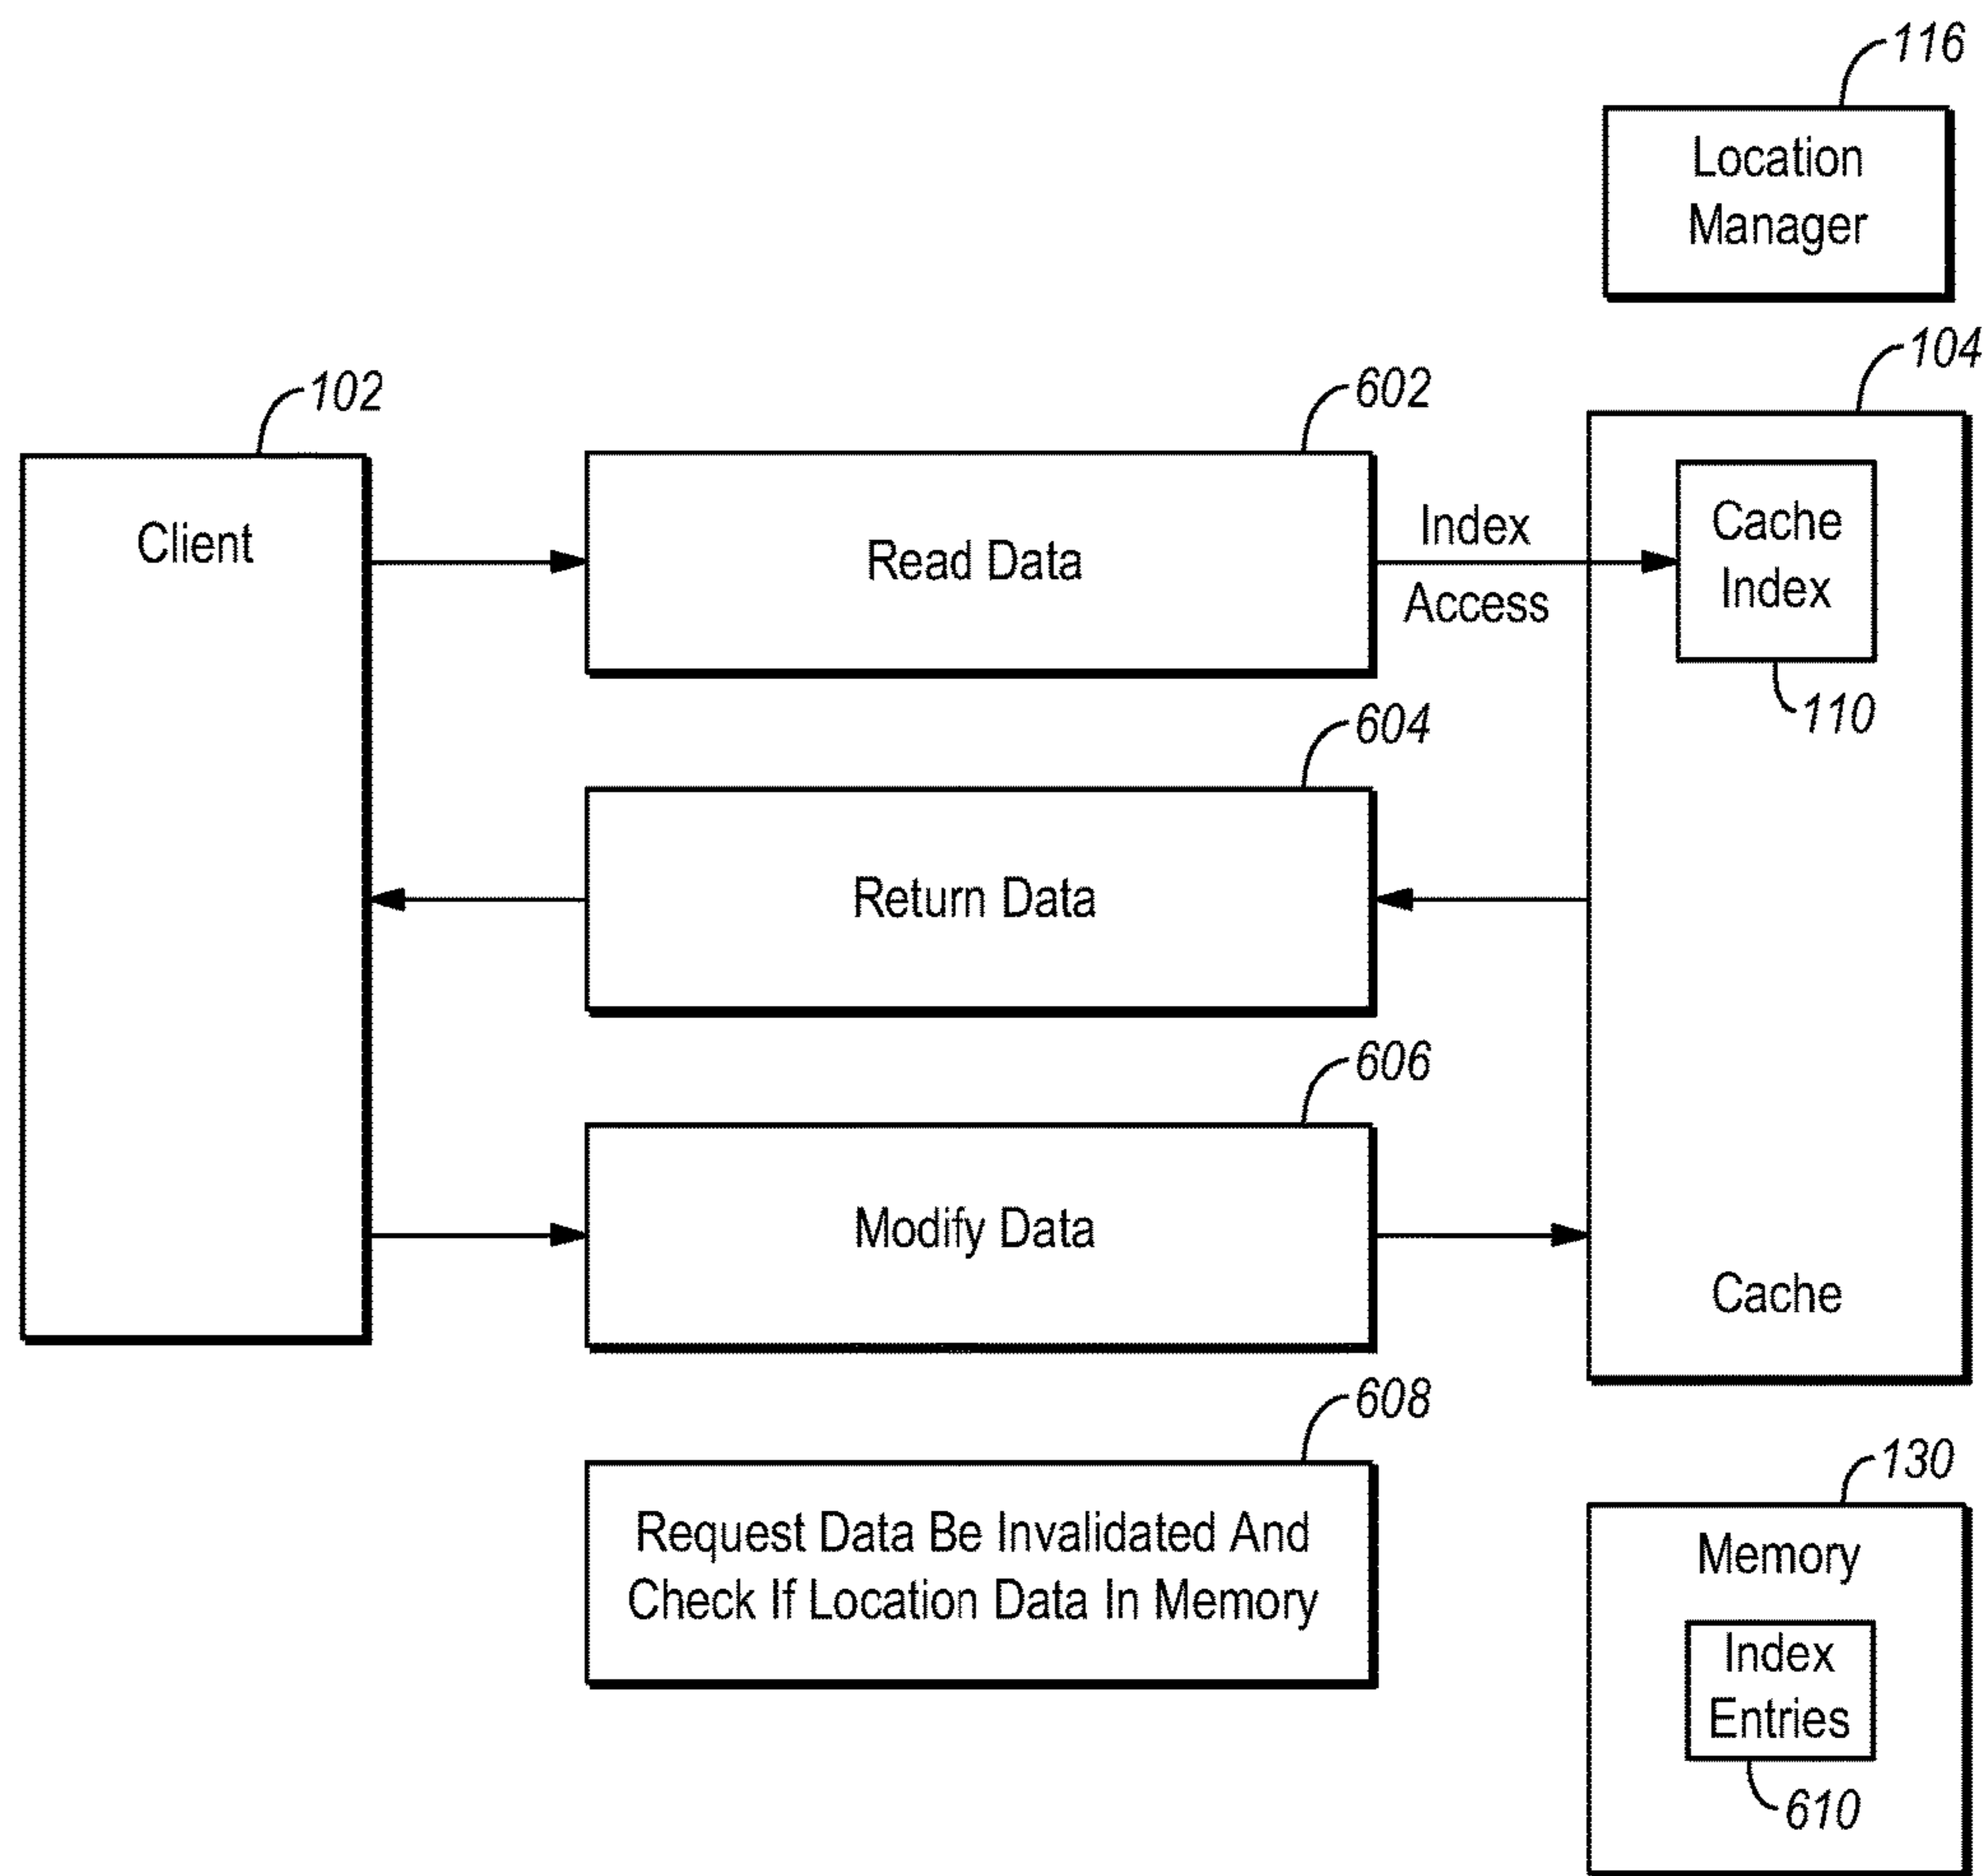 116
Location
Manager
104
102
602
Client
Read Data
Index
Access
Cache
Index
110
604
Return Data
606
Modify Data
Cache
608
Request Data Be Invalidated And
Check If Location Data In Memory
130
Memory
Index
Entries
610